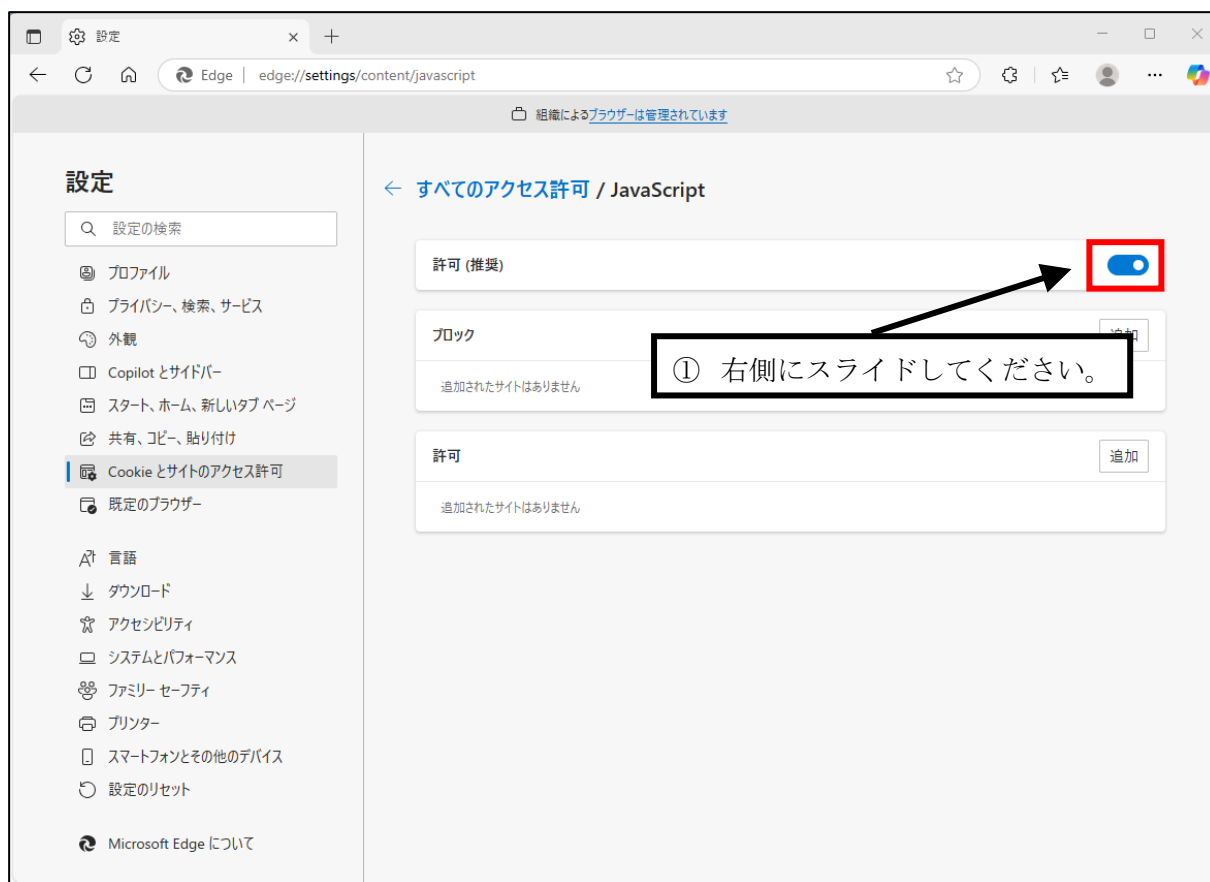 設定
Edge
edge://settings/content/javascript
組織によるブラウザーは管理されています
設定
設定の検索
プロファイル
プライバシー、検索、サービス
外観
Copilot とサイドバー
スタート、ホーム、新しいタブ ページ
共有、コピー、貼り付け
Cookie とサイトのアクセス許可
既定のブラウザー
言語
ダウンロード
アクセシビリティ
システムとパフォーマンス
ファミリー セーフティ
プリンター
スマートフォンとその他のデバイス
設定のリセット
Microsoft Edge について
すべてのアクセス許可 / JavaScript
許可 (推奨)
ブロック
追加
① 右側にスライドしてください。
追加されたサイトはありません
許可
追加
追加されたサイトはありません